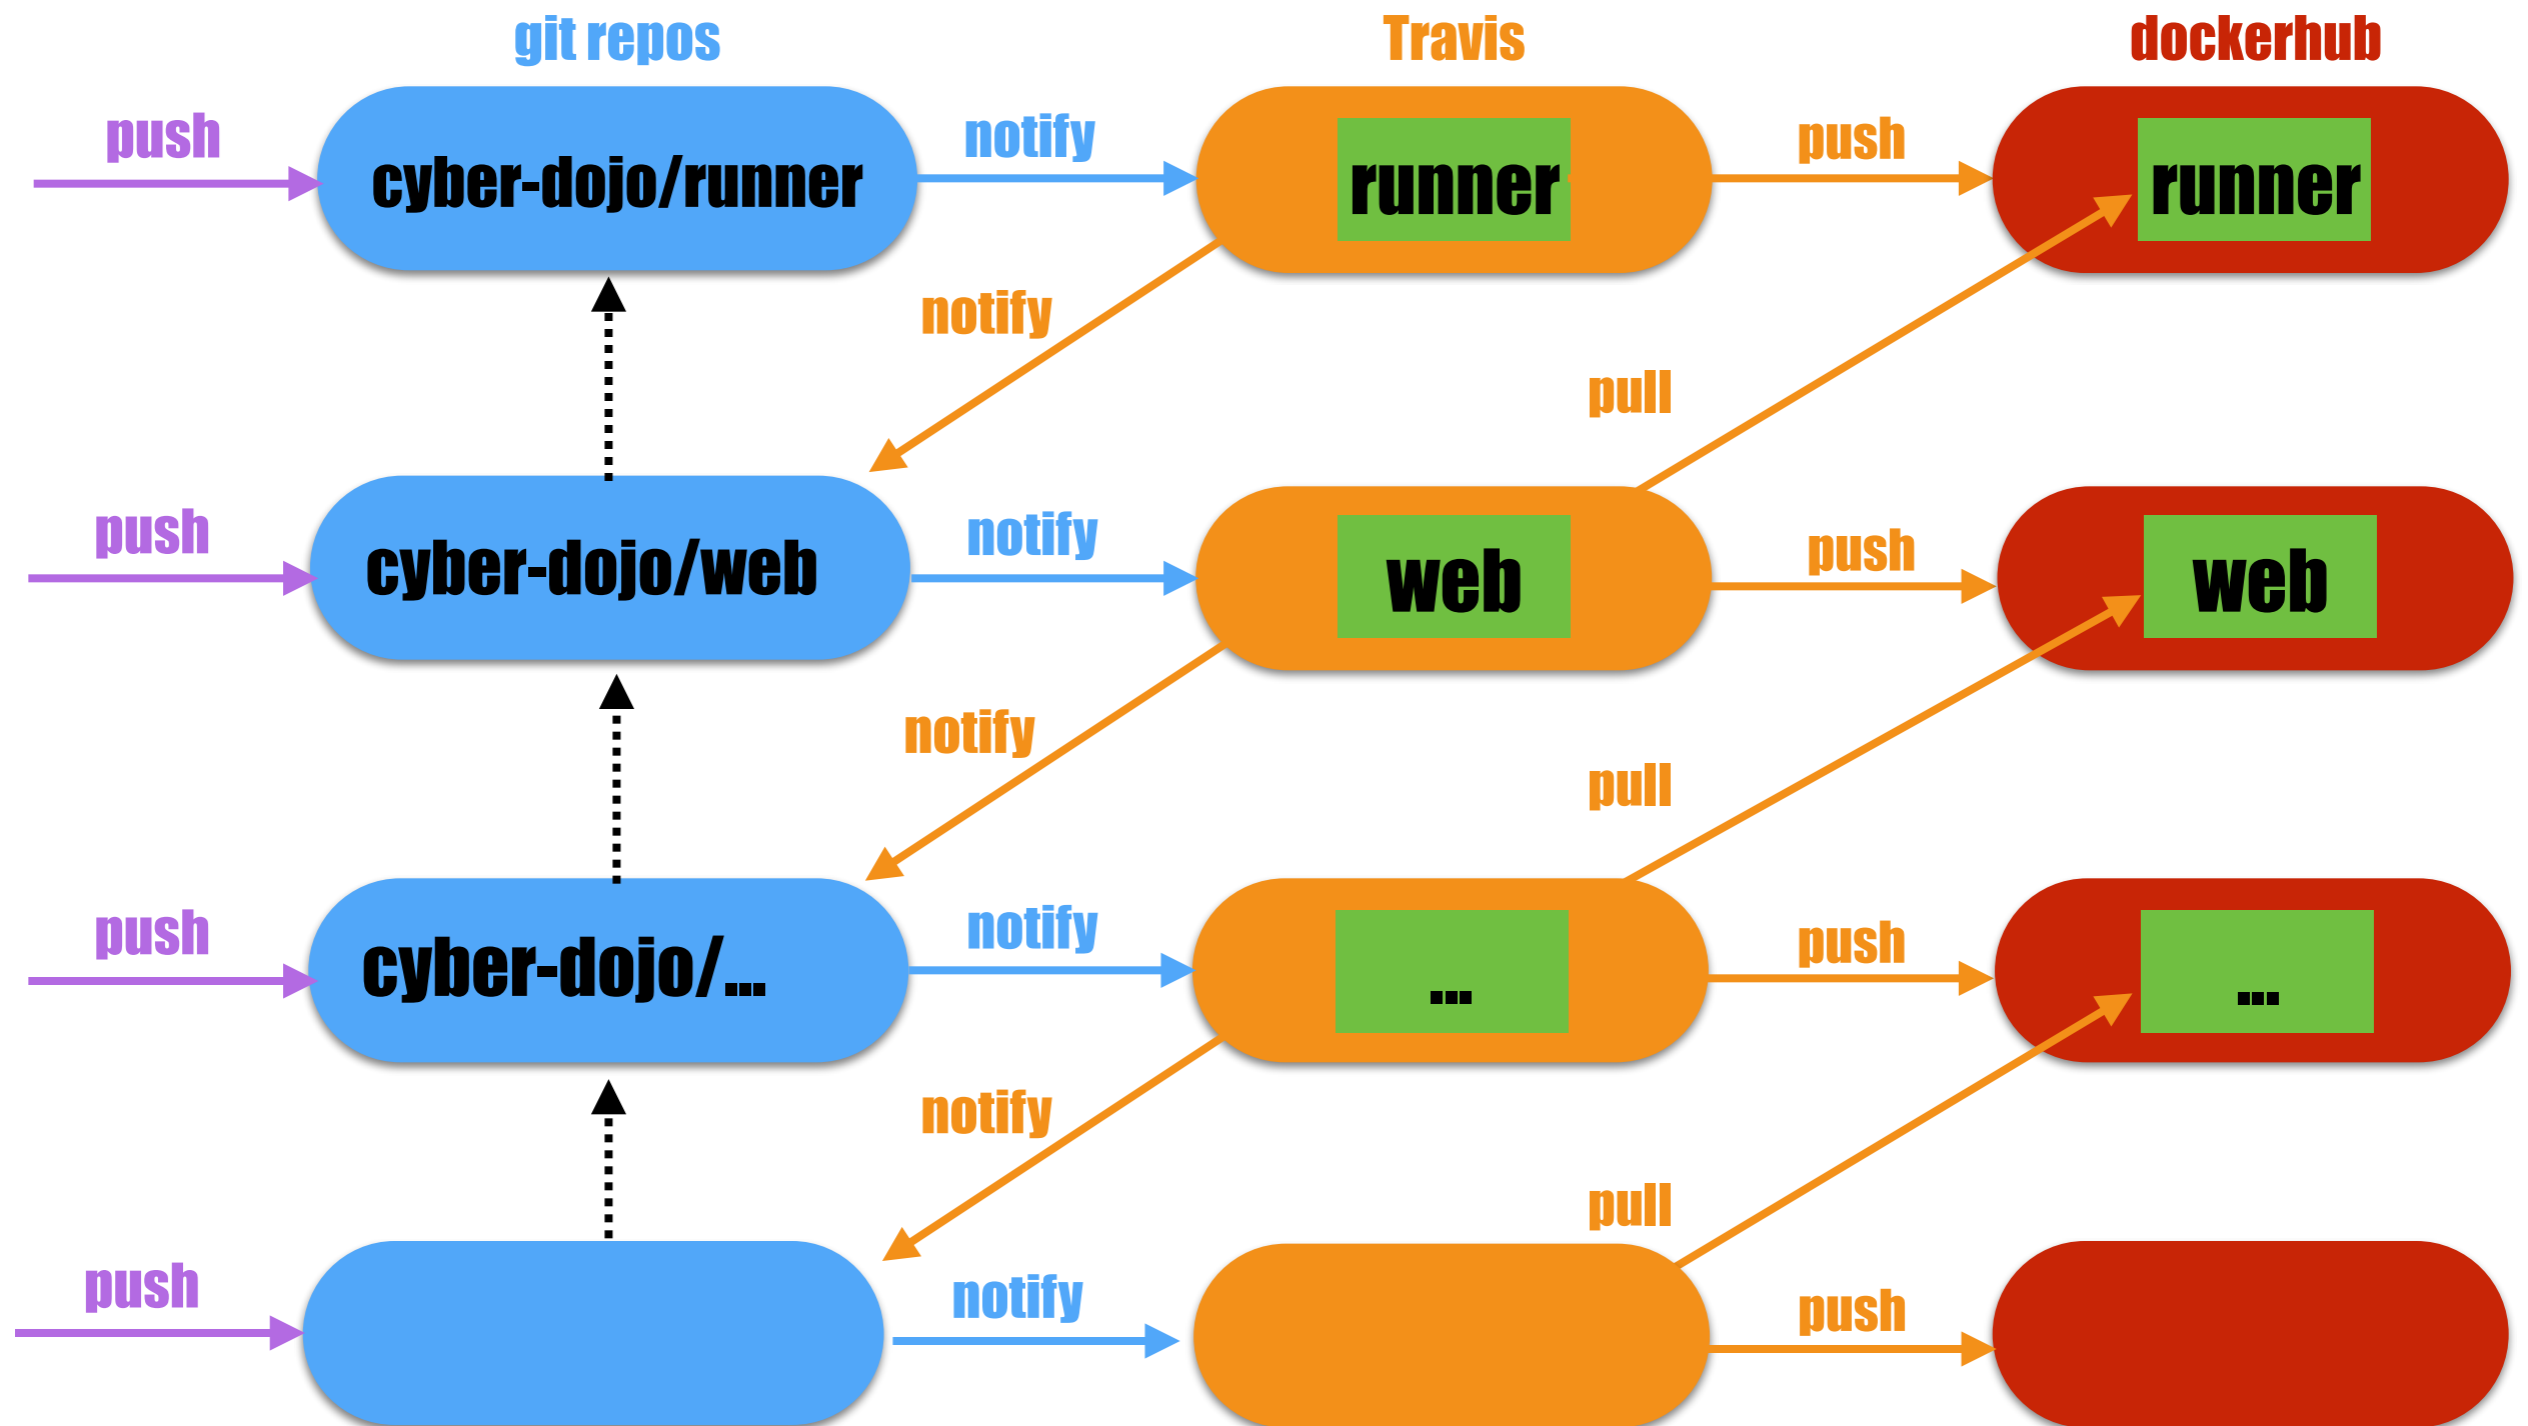 git repos
Travis
dockerhub
push
cyber-dojo/runner
notify
runner
push
runner
notify
pull
push
cyber-dojo/web
notify
web
push
web
notify
pull
push
cyber-dojo/...
notify
...
push
...
notify
pull
push
notify
push